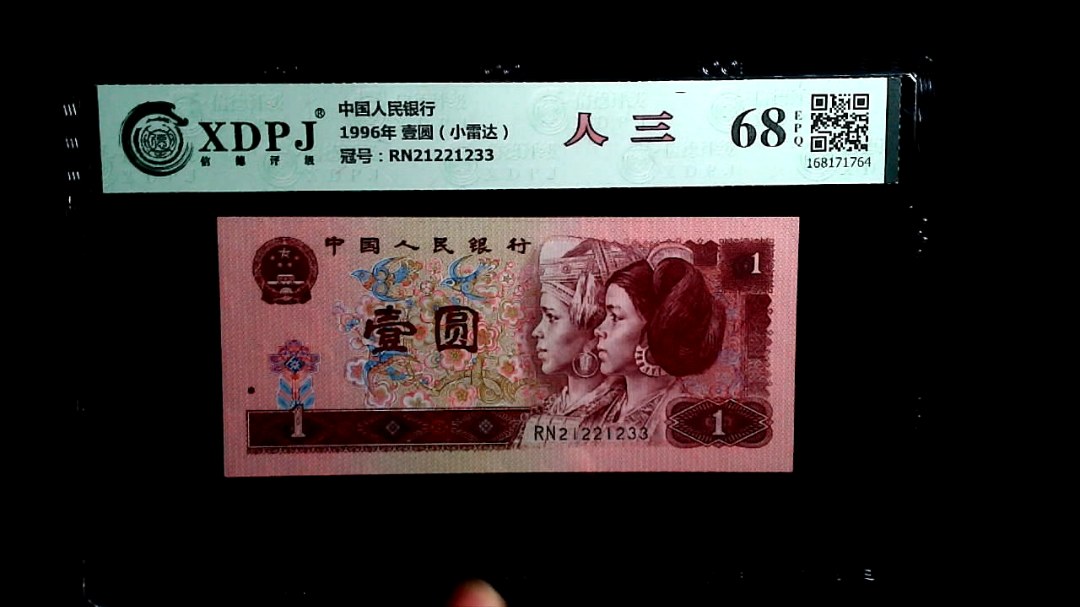 XDPJ®
信德评级
中国人民银行
1996年 壹圆（小雷达）
冠号：RN21221233
人三
68
EPQ
168171764
中国人民银行
1
壹圆
1
RN21221233
1